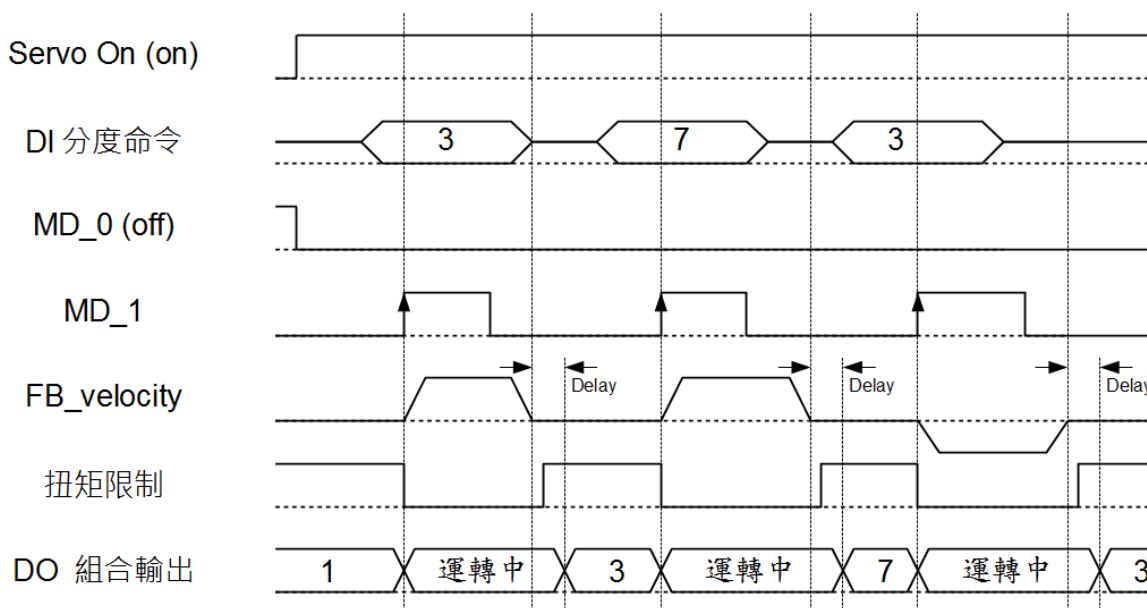 Servo On (on)
DI 分度命令
3
7
3
MD_0 (off)
MD_1
FB_velocity
Delay
Delay
Delay
扭矩限制
DO 組合輸出
1
運轉中
3
運轉中
7
運轉中
3